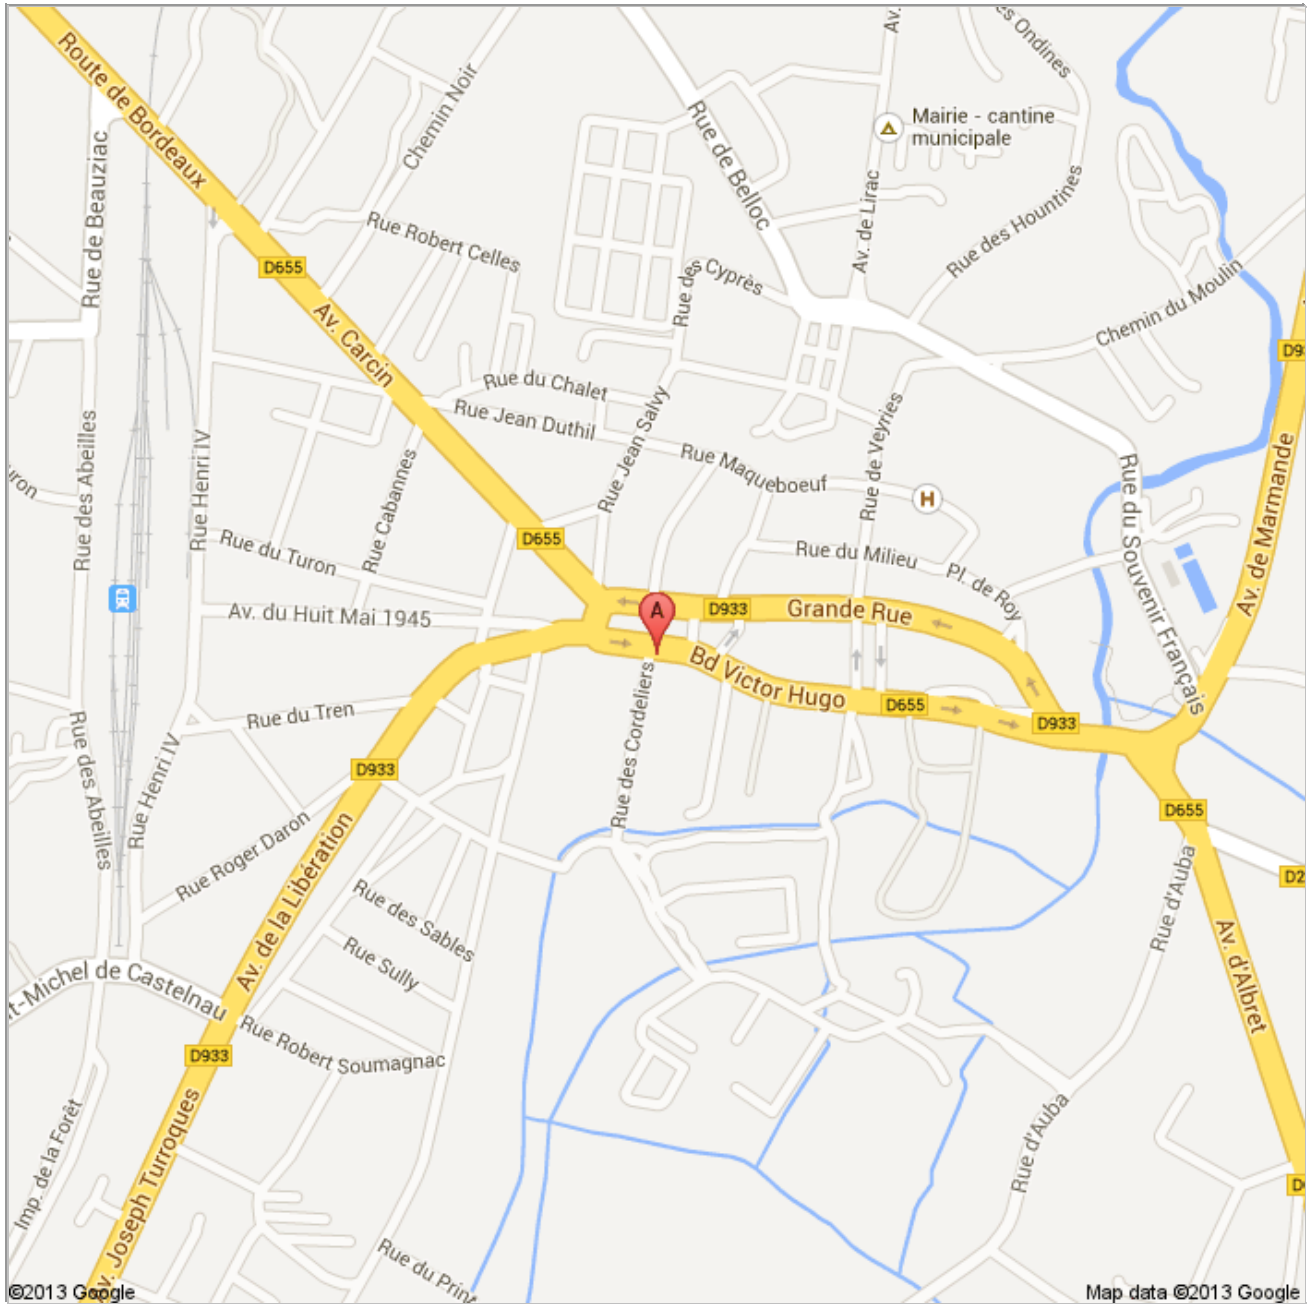 Route de Bordeaux
Rue de Beauziac
Chemin Noir
Rue de Belloc
Av.
es Ondines
Mairie - cantine
municipale
Av. de Lirac
Rue des Hountines
Rue Robert Celles
D655
Rue des Cyprès
Chemin du Moulin
Av. Carcin
D93
Rue du Chalet
Rue Jean Duthil
Rue Jean Salvy
Rue Maqueboeuf
Rue de Veyries
H
Rue des Abeilles
Rue Henri IV
Rue Cabannes
uron
Rue du Souvenir Français
Av. de Marmande
D655
Rue du Turon
Rue du Milieu
Pl. de Roy
Av. du Huit Mai 1945
A
D933
Grande Rue
Bd Victor Hugo
D655
D933
Rue du Tren
Rue des Cordeliers
Rue des Abeilles
Rue Henri IV
D933
D655
Rue Roger Daron
Av. de la Libération
Rue des Sables
Rue Sully
Rue d'Auba
D2
Av. d'Albret
t-Michel de Castelnau
Rue Robert Soumagnac
D933
Imp. de la Forêt
Av. Joseph Turroques
Rue d'Auba
Rue du Prin
©2013 Google
Map data ©2013 Google